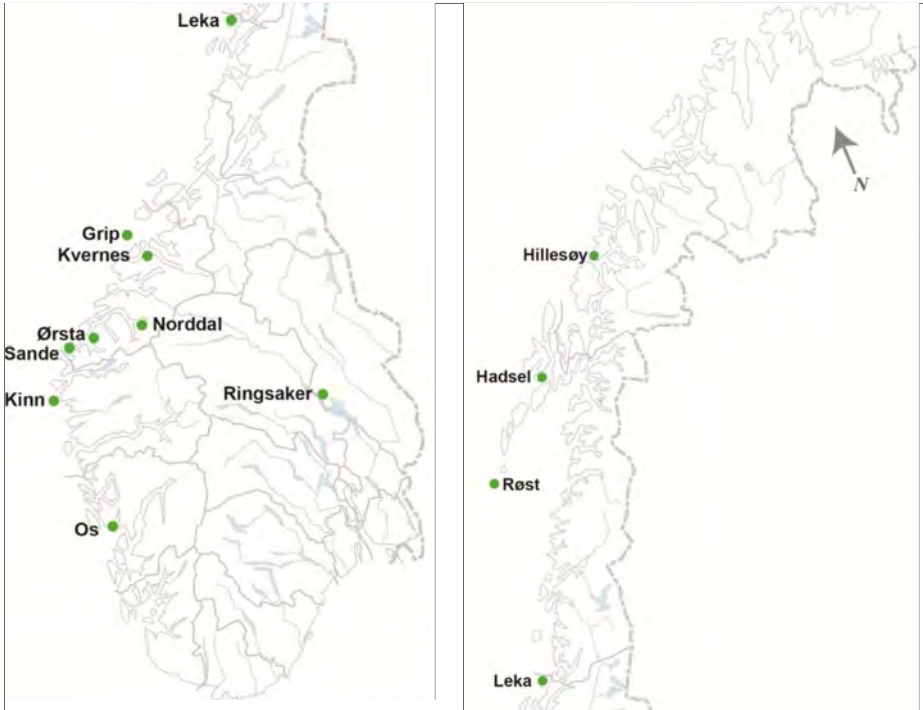 Leka
Grip
Kvernes
Norddal
Ørsta
Sande
Ringsaker
Kinn
Os
N
Hillesøy
Hadsel
Røst
Leka